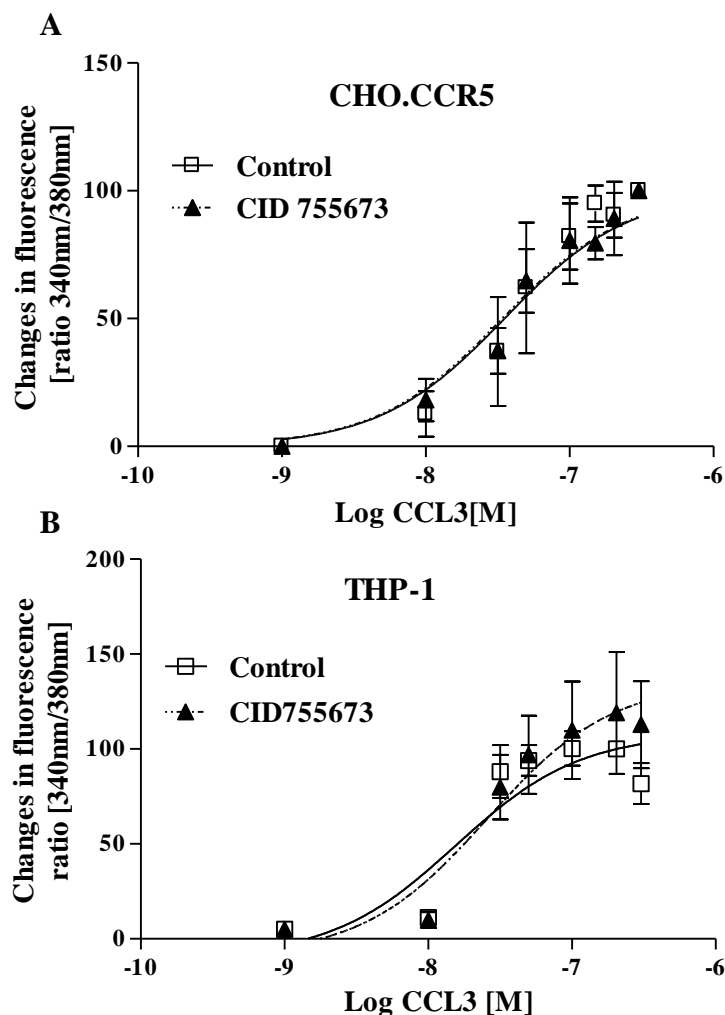 A
CHO.CCR5
Control
CID 755673
Changes in fluorescence
[ratio 340nm/380nm]
150
100
50
0
-10
-9
-8
-7
-6
Log CCL3[M]
B
THP-1
Control
CID755673
Changes in fluorescence
ratio [340nm/380nm]
200
150
100
50
0
-10
-9
-8
-7
-6
Log CCL3 [M]